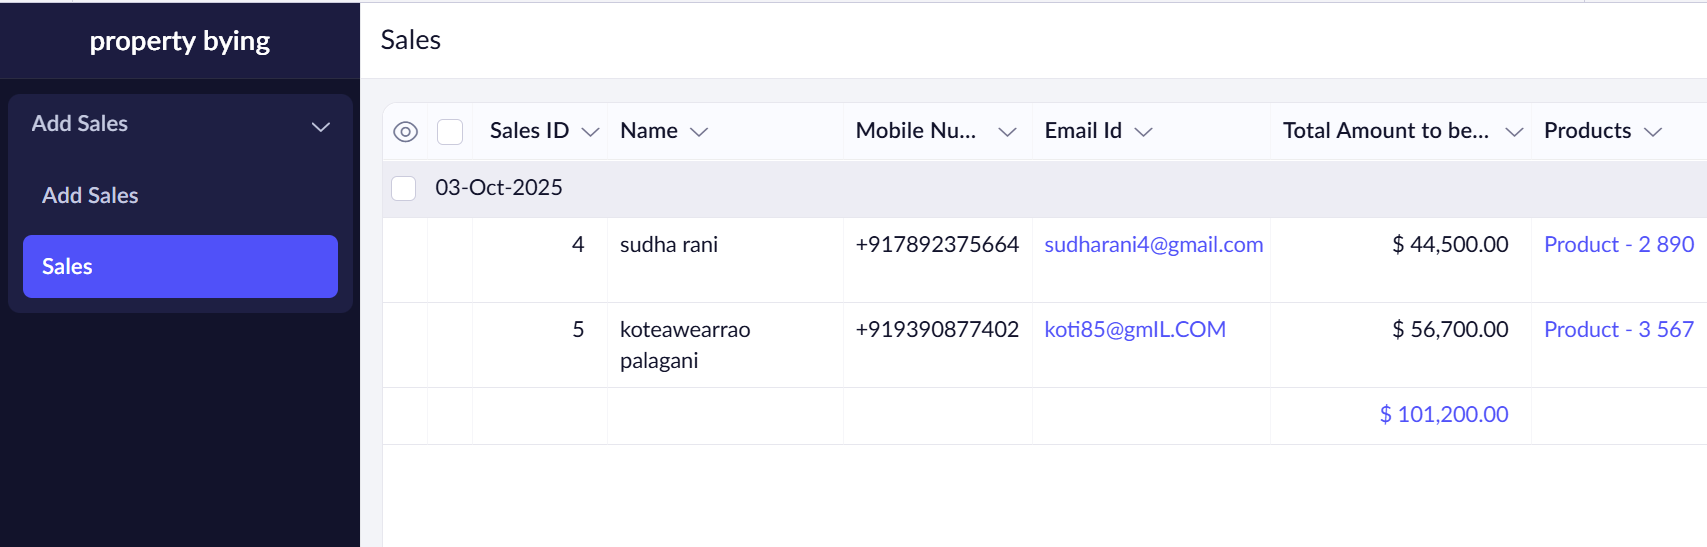 property bying
Sales
Add Sales
Add Sales
Sales
Sales ID Name Mobile Nu... Email Id Total Amount to be... Products
03-Oct-2025
4 sudha rani +917892375664 sudharani4@gmail.com $ 44,500.00 Product - 2 890
5 koteawearrao +919390877402 koti85@gmIL.COM $ 56,700.00 Product - 3 567
palagani
$ 101,200.00